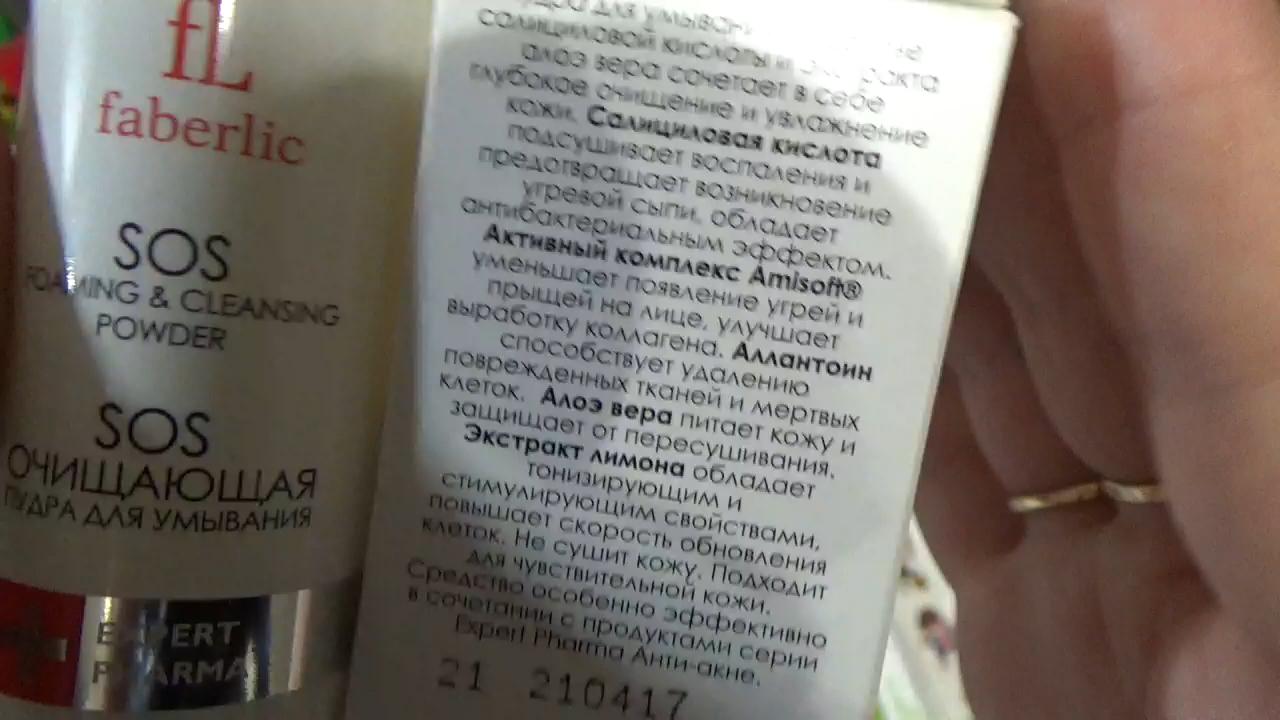 fL
faberlic
SOS
FOAMING & CLEANSING
POWDER
SOS
ОЧИЩАЮЩАЯ
ПУДРА ДЛЯ УМЫВАНИЯ
EXPERT
PHARMA
для умывания
салициловой кислоты и экстракта
алоэ вера сочетает в себе
глубокое очищение и увлажнение
кожи. Салициловая кислота
подсушивает воспаления и
предотвращает возникновение
угревой сыпи, обладает
антибактериальным эффектом.
Активный комплекс Amisoft®
уменьшает появление угрей и
прыщей на лице, улучшает
выработку коллагена. Аллантоин
способствует удалению
поврежденных тканей и мертвых
клеток. Алоэ вера питает кожу и
защищает от пересушивания.
Экстракт лимона обладает
тонизирующим и
стимулирующим свойствами,
повышает скорость обновления
клеток. Не сушит кожу. Подходит
для чувствительной кожи.
Средство особенно эффективно
в сочетании с продуктами серии
Expert Pharma Анти-акне.
21 210417